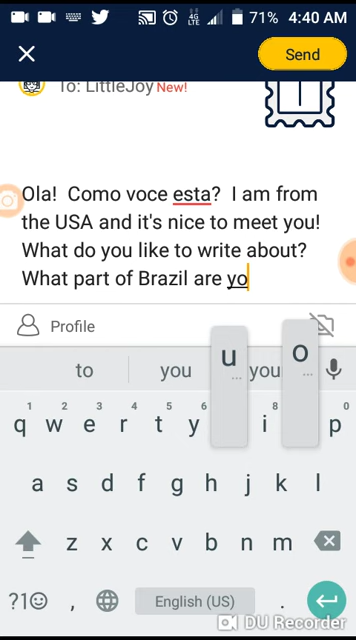 4G LTE 71% 4:40 AM
Send
To: LittleJoy New!
Ola! Como voce esta? I am from
the USA and it's nice to meet you!
What do you like to write about?
What part of Brazil are yo
Profile
to you you
u o
1 2 3 4 5 6 8 0
q w e r t y i p
a s d f g h j k l
z x c v b n m
?1 , English (US) .
DU Recorder